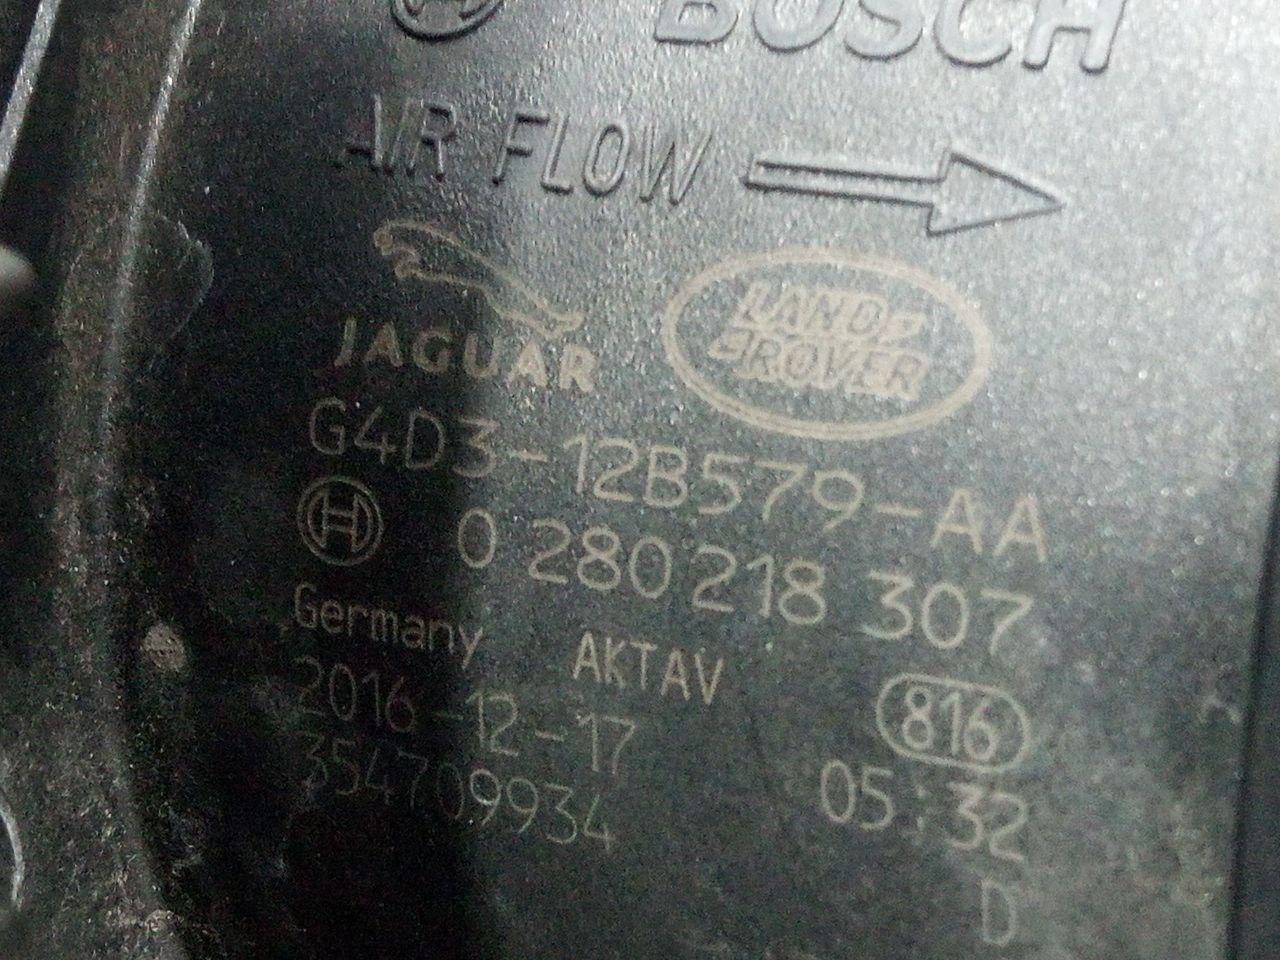 BOSCH
AIR FLOW
JAGUAR
LAND
ROVER
G4D3-12B579-AA
0 280 218 307
Germany AKTAV
2016-12-17 816
354709934 05:32
D